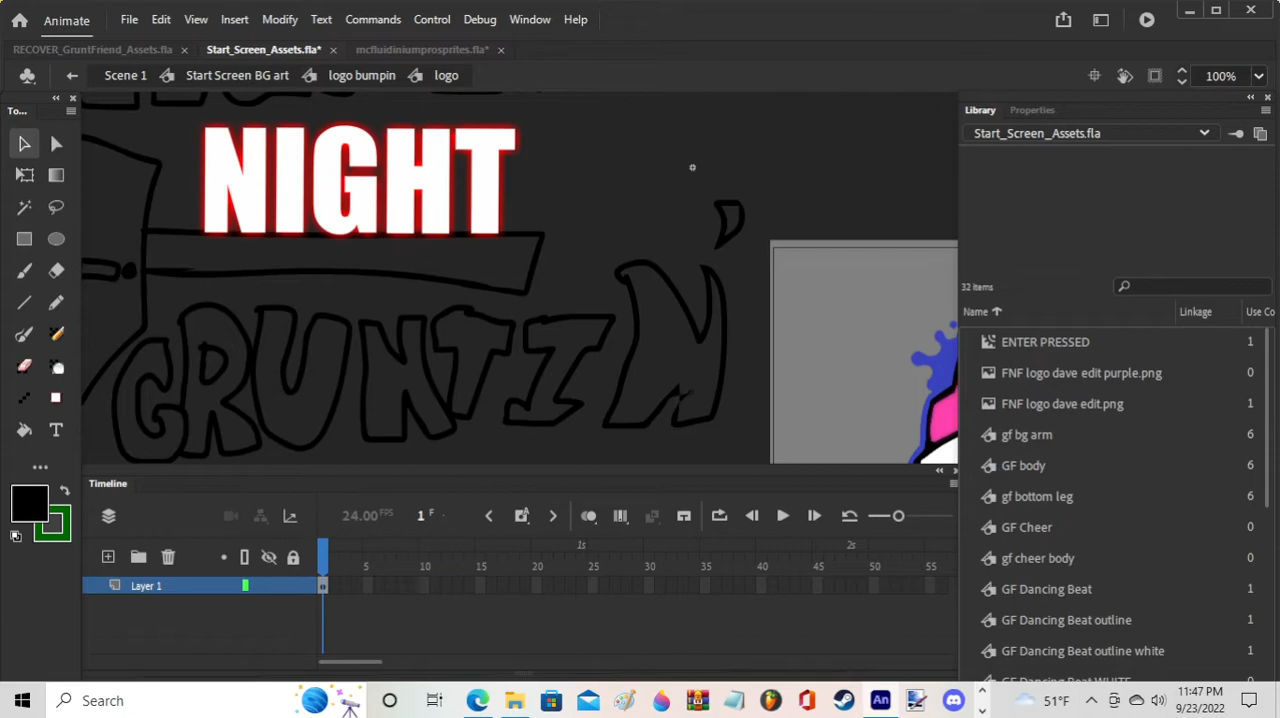 Animate File Edit View Insert Modify Text Commands Control Debug Window Help
RECOVER_GruntFriend_Assets.fla × Start_Screen_Assets.fla* × mcfluidiniumprosprites.fla* ×
Scene 1 Start Screen BG art logo bumpin logo 100%
To...
NIGHT
GRUNTIN'
Library Properties
Start_Screen_Assets.fla
32 items
Name Linkage Use Co
ENTER PRESSED 1
FNF logo dave edit purple.png 0
FNF logo dave edit.png 1
gf bg arm 6
GF body 6
gf bottom leg 6
GF Cheer 0
gf cheer body 0
GF Dancing Beat 1
GF Dancing Beat outline 1
GF Dancing Beat outline white 1
GF Dancing Beat WHITE
Timeline
24.00 FPS 1 F
1s 2s
5 10 15 20 25 30 35 40 45 50 55
Layer 1
Search
51°F
11:47 PM
9/23/2022